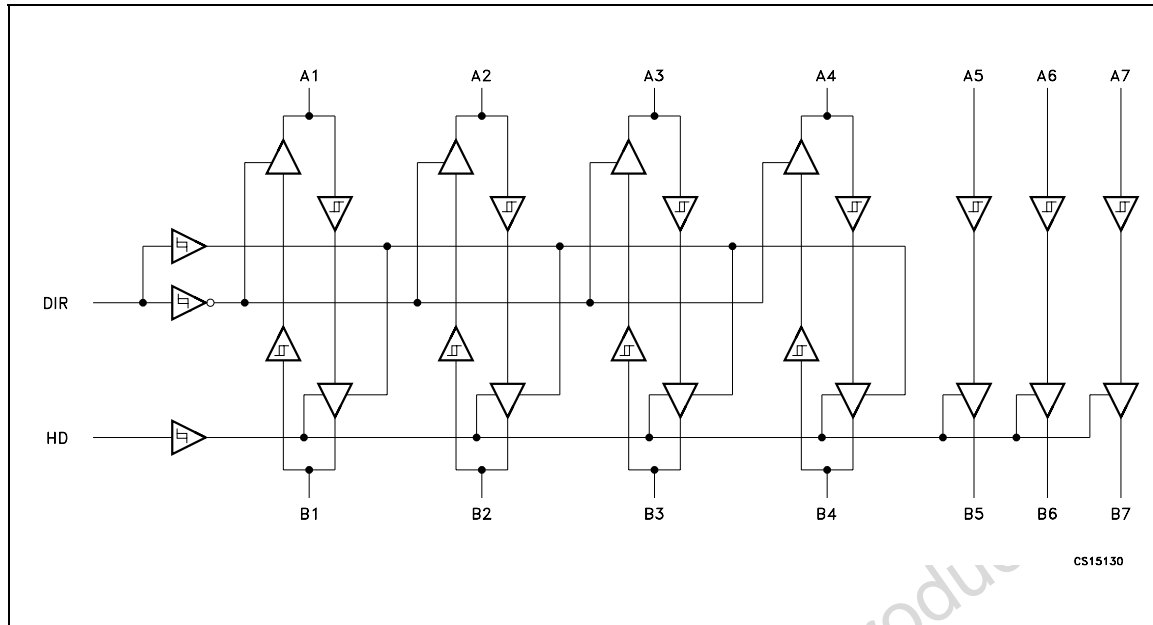 A1 A2 A3 A4 A5 A6 A7
DIR
HD
B1 B2 B3 B4 B5 B6 B7
CS15130